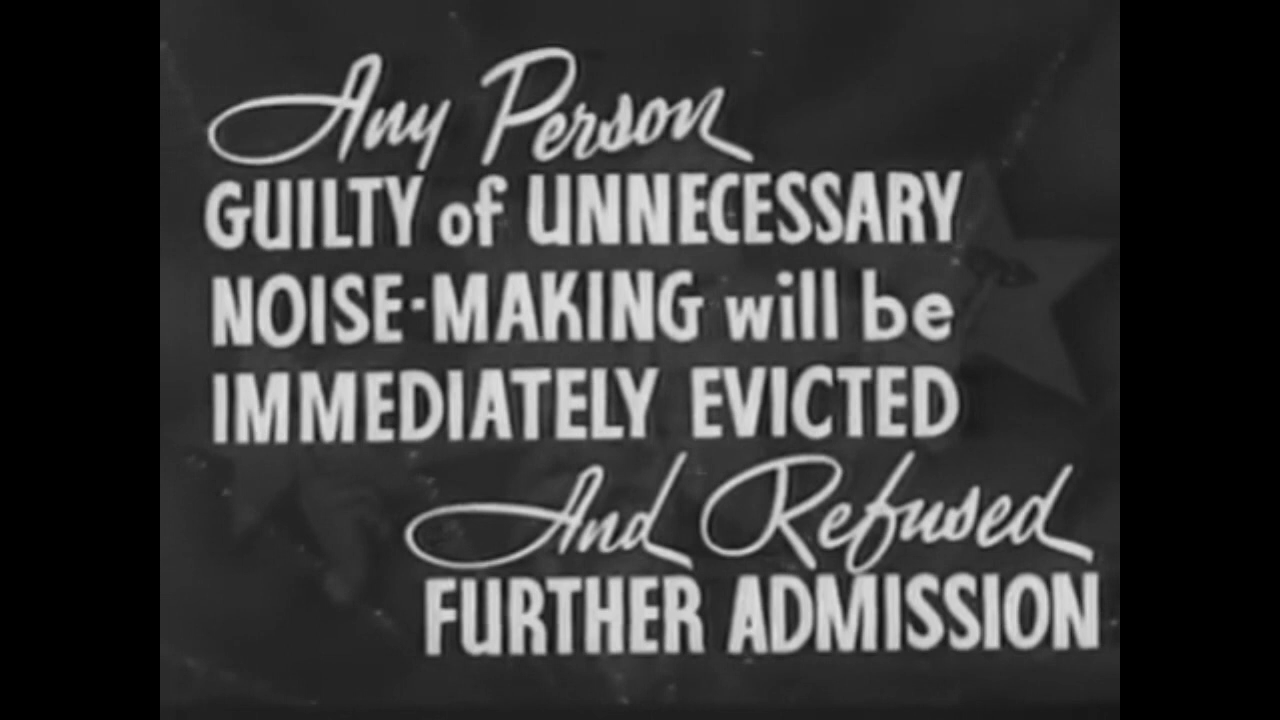 Any Person
GUILTY of UNNECESSARY
NOISE-MAKING will be
IMMEDIATELY EVICTED
And Refused
FURTHER ADMISSION